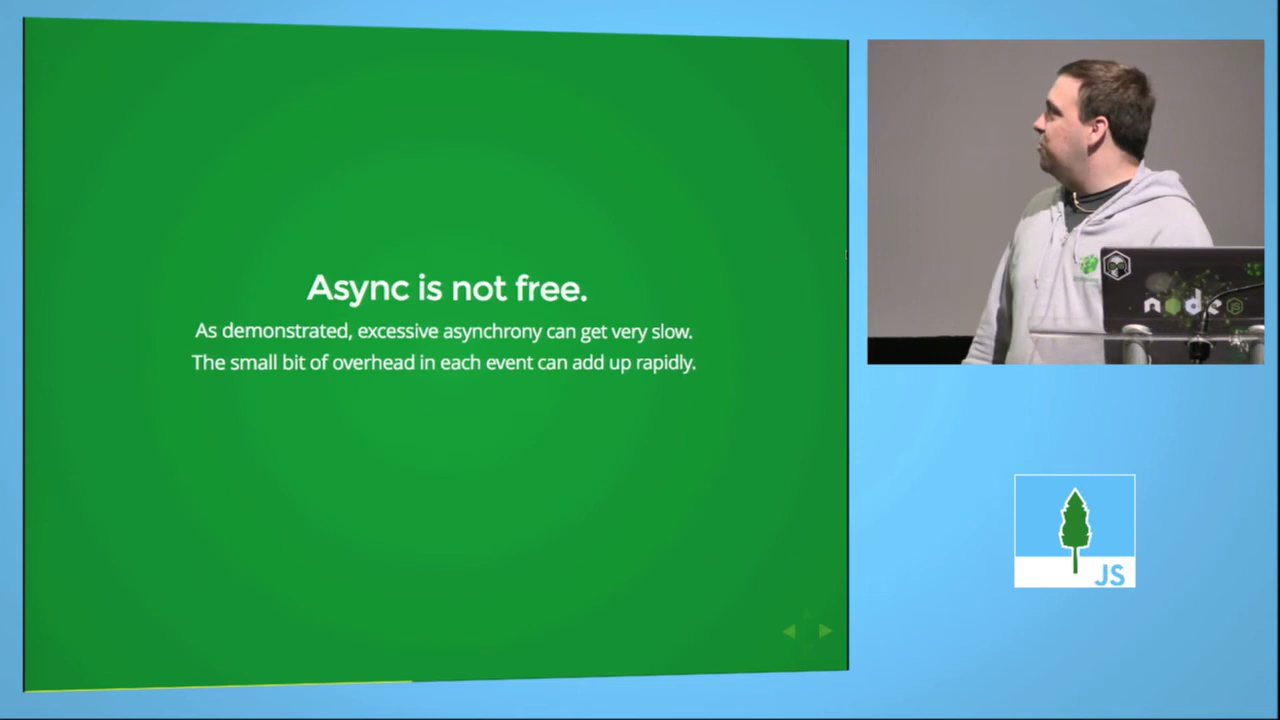 Async is not free.
As demonstrated, excessive asynchrony can get very slow.
The small bit of overhead in each event can add up rapidly.
node
JS
JS